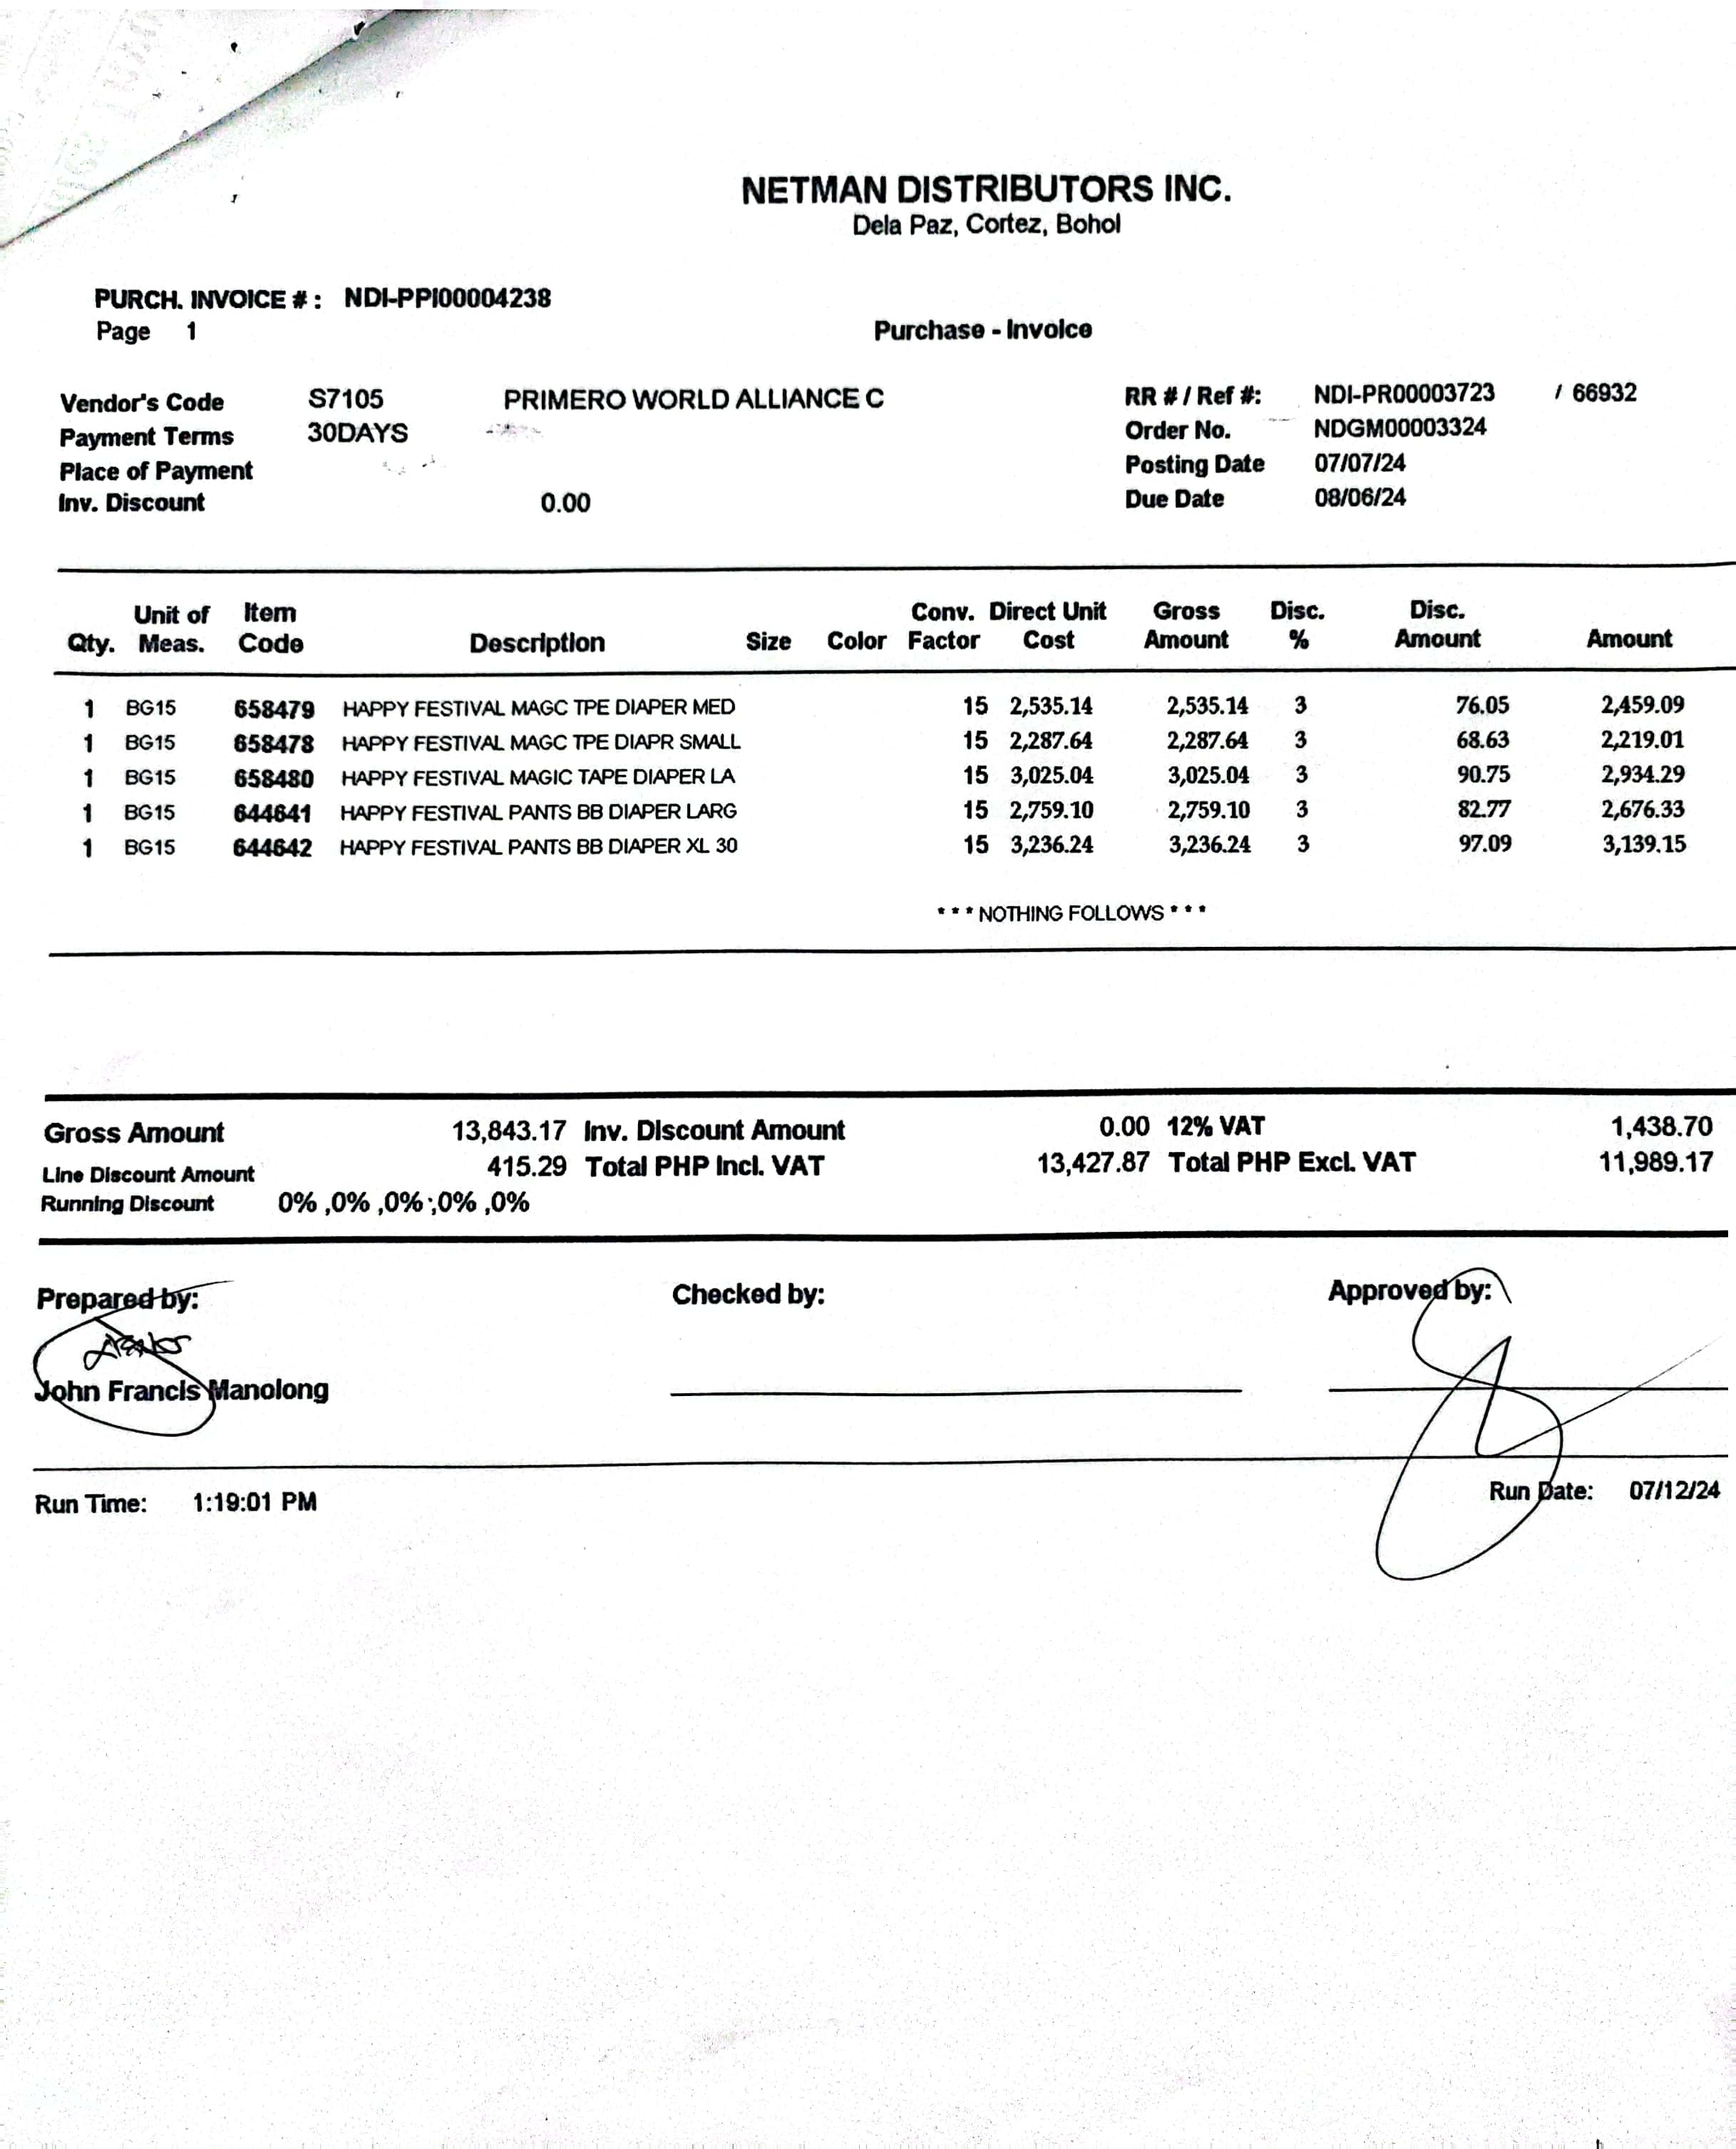 NETMAN DISTRIBUTORS INC.
Dela Paz, Cortez, Bohol
PURCH. INVOICE # : NDI-PPI00004238
Page 1
Purchase - Invoice
Vendor's Code S7105 PRIMERO WORLD ALLIANCE C RR # / Ref #: NDI-PR00003723 / 66932
Payment Terms 30DAYS Order No. NDGM00003324
Place of Payment Posting Date 07/07/24
Inv. Discount 0.00 Due Date 08/06/24
Qty. Unit of Meas. Item Code Description Size Color Conv. Factor Direct Unit Cost Gross Amount Disc. % Disc. Amount Amount
1 BG15 658479 HAPPY FESTIVAL MAGC TPE DIAPER MED 15 2,535.14 2,535.14 3 76.05 2,459.09
1 BG15 658478 HAPPY FESTIVAL MAGC TPE DIAPR SMALL 15 2,287.64 2,287.64 3 68.63 2,219.01
1 BG15 658480 HAPPY FESTIVAL MAGIC TAPE DIAPER LA 15 3,025.04 3,025.04 3 90.75 2,934.29
1 BG15 644641 HAPPY FESTIVAL PANTS BB DIAPER LARG 15 2,759.10 2,759.10 3 82.77 2,676.33
1 BG15 644642 HAPPY FESTIVAL PANTS BB DIAPER XL 30 15 3,236.24 3,236.24 3 97.09 3,139.15
* * * NOTHING FOLLOWS * * *
Gross Amount 13,843.17 Inv. Discount Amount 0.00 12% VAT 1,438.70
Line Discount Amount 415.29 Total PHP Incl. VAT 13,427.87 Total PHP Excl. VAT 11,989.17
Running Discount 0% ,0% ,0% ,0% ,0%
Prepared by: Checked by: Approved by:
John Francis Manolong
Run Time: 1:19:01 PM Run Date: 07/12/24